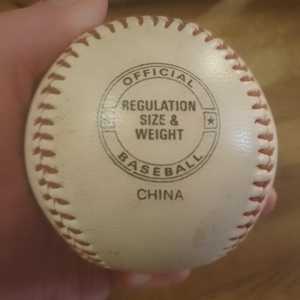 OFFICIAL
REGULATION
SIZE &
WEIGHT
BASEBALL
CHINA